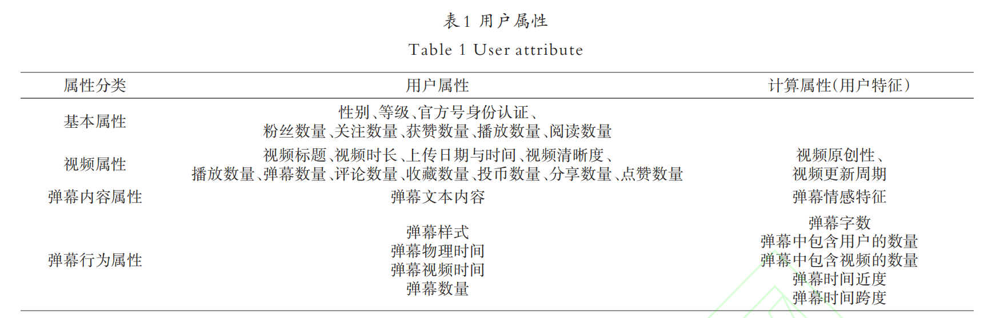 表1 用户属性
Table 1 User attribute
属性分类 用户属性 计算属性(用户特征)
基本属性
性别、等级、官方号身份认证、
粉丝数量、关注数量、获赞数量、播放数量、阅读数量
视频属性
视频标题、视频时长、上传日期与时间、视频清晰度、
播放数量、弹幕数量、评论数量、收藏数量、投币数量、分享数量、点赞数量
视频原创性、
视频更新周期
弹幕内容属性 弹幕文本内容 弹幕情感特征
弹幕行为属性
弹幕样式
弹幕物理时间
弹幕视频时间
弹幕数量
弹幕字数
弹幕中包含用户的数量
弹幕中包含视频的数量
弹幕时间近度
弹幕时间跨度